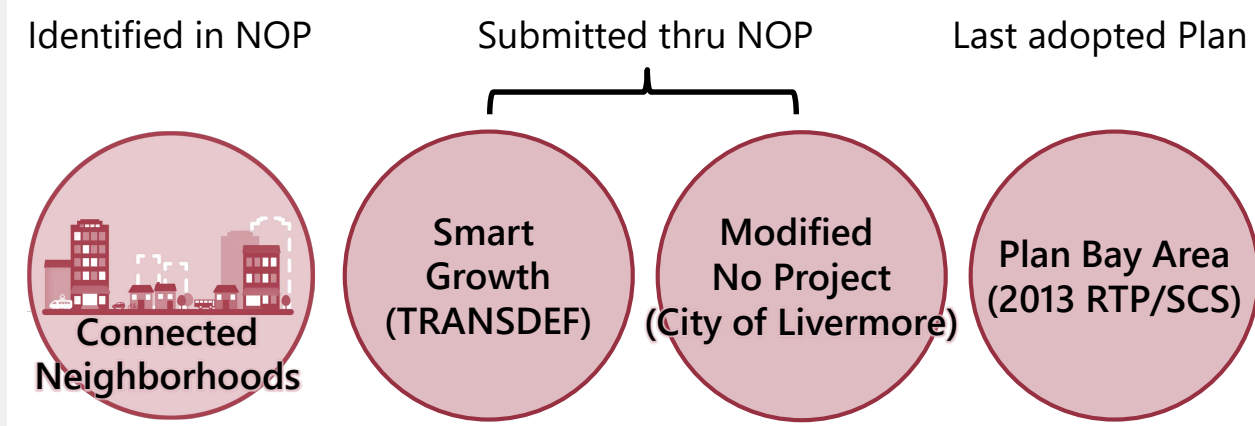 Identified in NOP
Submitted thru NOP
Last adopted Plan
Connected
Neighborhoods
Smart
Growth
(TRANSDEF)
Modified
No Project
(City of Livermore)
Plan Bay Area
(2013 RTP/SCS)